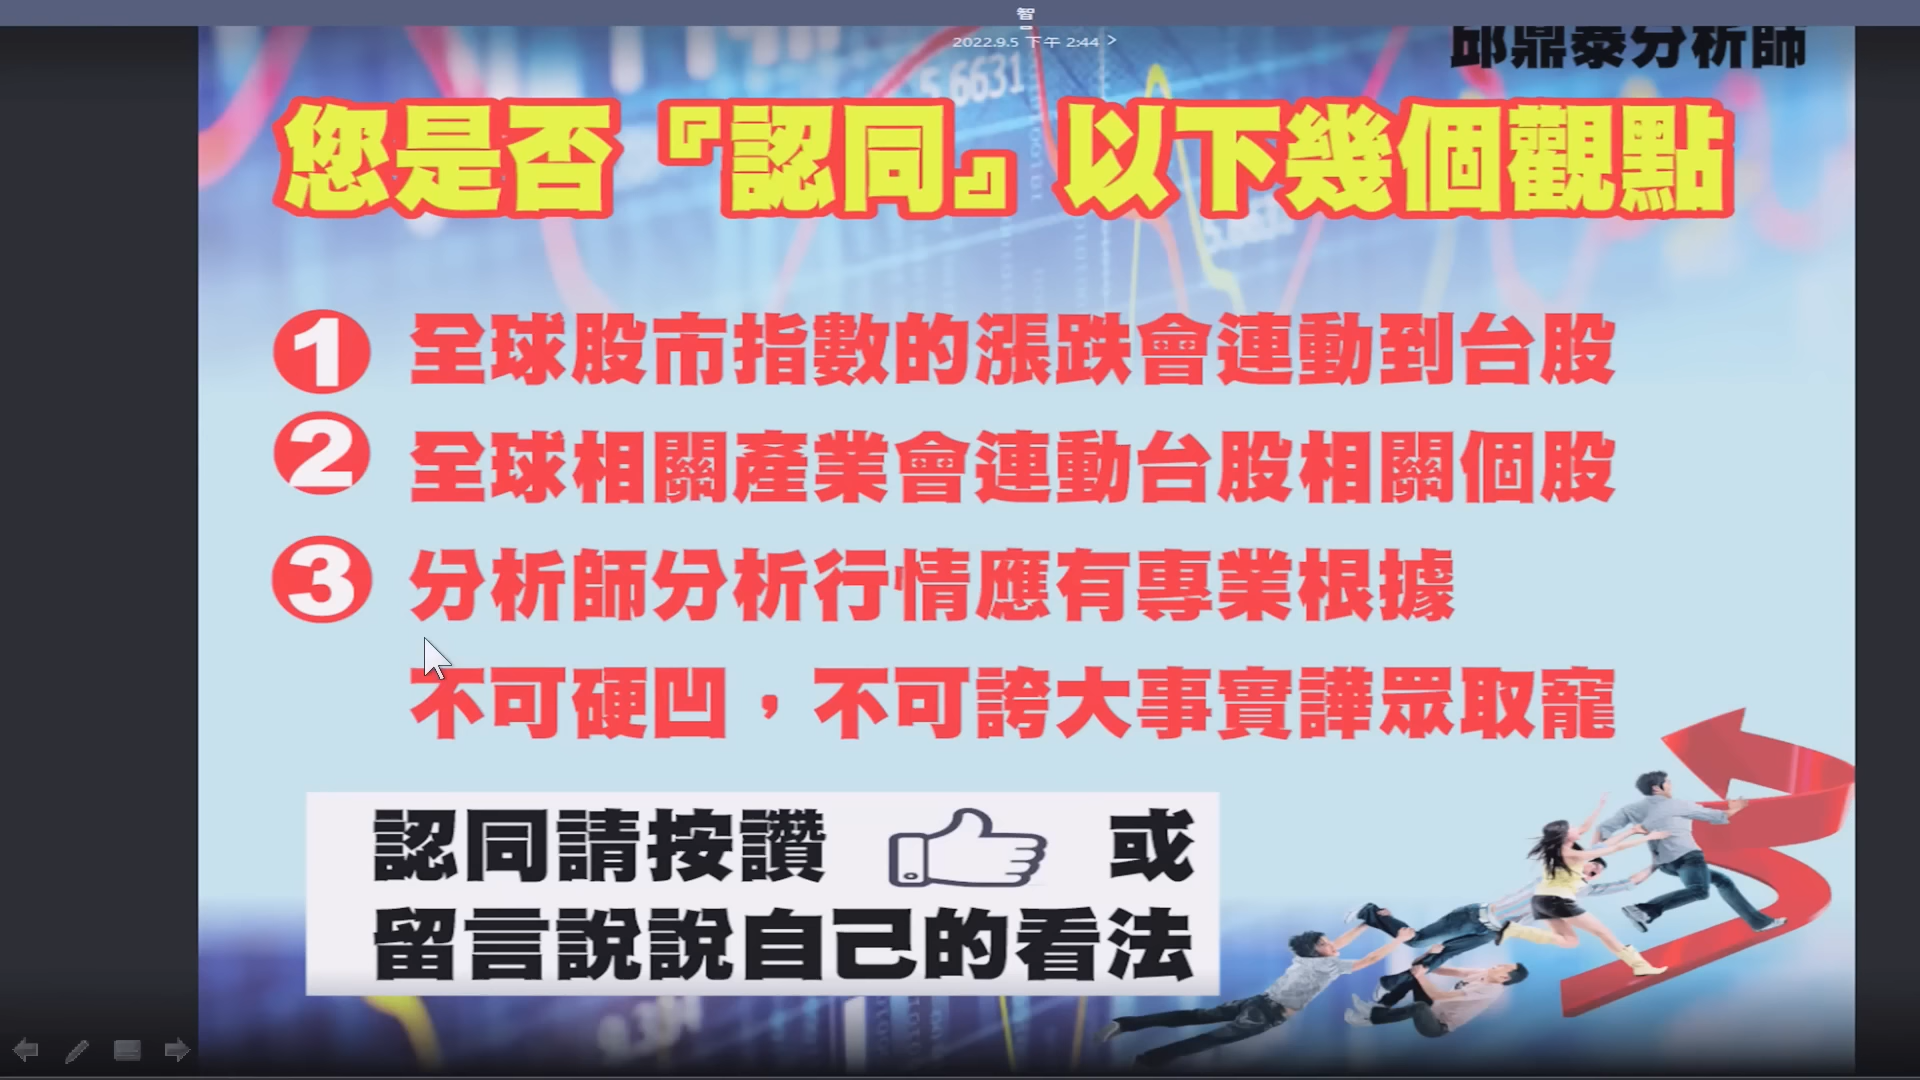 智
2022.9.5 下午 2:44 >
邱鼎泰分析師
5.6631
您是否『認同』以下幾個觀點
1 全球股市指數的漲跌會連動到台股
2 全球相關產業會連動台股相關個股
3 分析師分析行情應有專業根據
不可硬凹，不可誇大事實譁眾取寵
認同請按讚 或
留言說說自己的看法